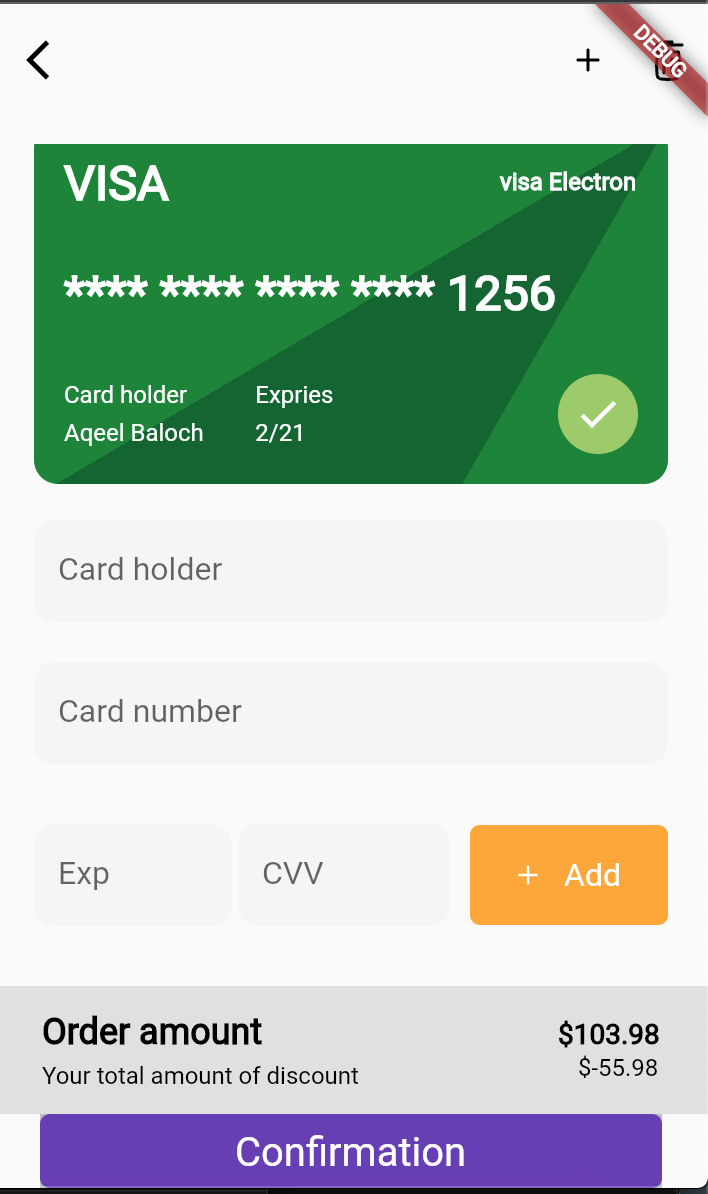 DEBUG
VISA
visa Electron
**** **** **** **** 1256
Card holder
Expries
Aqeel Baloch
2/21
Card holder
Card number
Exp
CVV
+ Add
Order amount
$103.98
Your total amount of discount
$-55.98
Confirmation